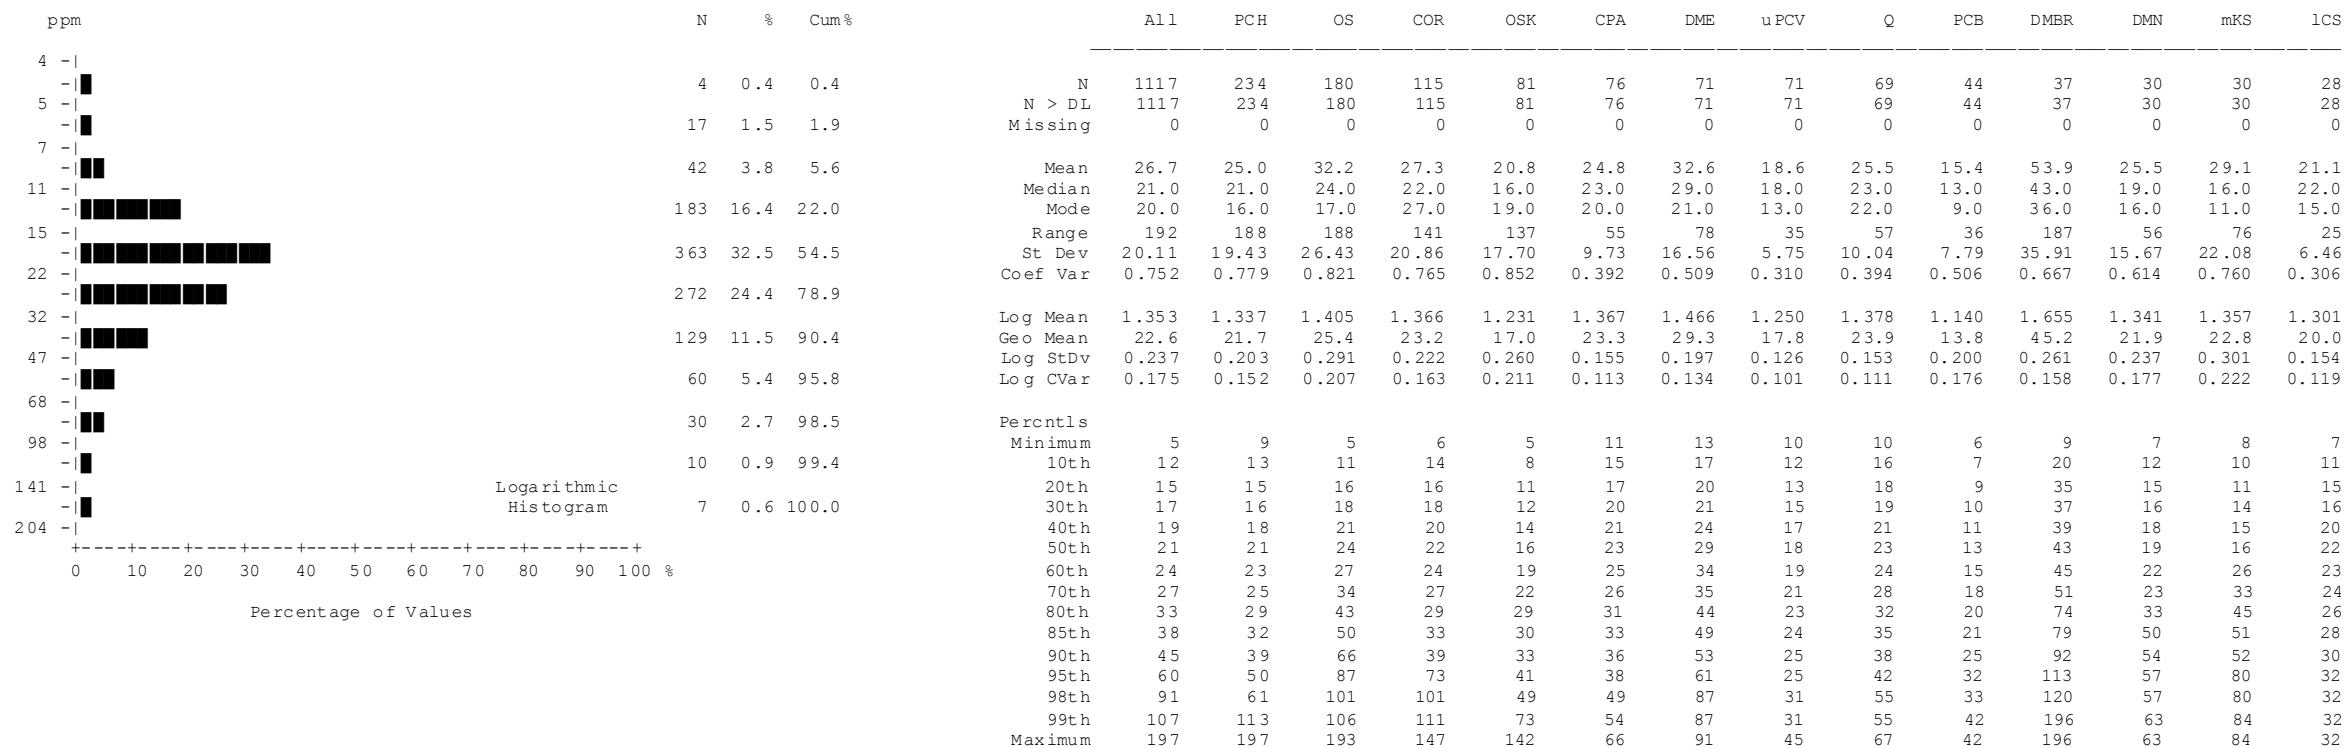 ppm N % Cum% All PCH OS COR OSK CPA DME uPCV Q PCB DMBR DMN mKS lCS
4 -|
-| 4 0.4 0.4 N 1117 234 180 115 81 76 71 71 69 44 37 30 30 28
5 -| N > DL 1117 234 180 115 81 76 71 71 69 44 37 30 30 28
-| 17 1.5 1.9 Missing 0 0 0 0 0 0 0 0 0 0 0 0 0 0
7 -|
-| 42 3.8 5.6 Mean 26.7 25.0 32.2 27.3 20.8 24.8 32.6 18.6 25.5 15.4 53.9 25.5 29.1 21.1
11 -| Median 21.0 21.0 24.0 22.0 16.0 23.0 29.0 18.0 23.0 13.0 43.0 19.0 16.0 22.0
-| 183 16.4 22.0 Mode 20.0 16.0 17.0 27.0 19.0 20.0 21.0 13.0 22.0 9.0 36.0 16.0 11.0 15.0
15 -| Range 192 188 188 141 137 55 78 35 57 36 187 56 76 25
-| 363 32.5 54.5 St Dev 20.11 19.43 26.43 20.86 17.70 9.73 16.56 5.75 10.04 7.79 35.91 15.67 22.08 6.46
22 -| Coef Var 0.752 0.779 0.821 0.765 0.852 0.392 0.509 0.310 0.394 0.506 0.667 0.614 0.760 0.306
-| 272 24.4 78.9
32 -| Log Mean 1.353 1.337 1.405 1.366 1.231 1.367 1.466 1.250 1.378 1.140 1.655 1.341 1.357 1.301
-| 129 11.5 90.4 Geo Mean 22.6 21.7 25.4 23.2 17.0 23.3 29.3 17.8 23.9 13.8 45.2 21.9 22.8 20.0
47 -| Log StDv 0.237 0.203 0.291 0.222 0.260 0.155 0.197 0.126 0.153 0.200 0.261 0.237 0.301 0.154
-| 60 5.4 95.8 Log CVar 0.175 0.152 0.207 0.163 0.211 0.113 0.134 0.101 0.111 0.176 0.158 0.177 0.222 0.119
68 -|
-| 30 2.7 98.5 Percntls
98 -| Minimum 5 9 5 6 5 11 13 10 10 6 9 7 8 7
-| 10 0.9 99.4 10th 12 13 11 14 8 15 17 12 16 7 20 12 10 11
141 -| Logarithmic 20th 15 15 16 16 11 17 20 13 18 9 35 15 11 15
-| Histogram 7 0.6 100.0 30th 17 16 18 18 12 20 21 15 19 10 37 16 14 16
204 -| 40th 19 18 21 20 14 21 24 17 21 11 39 18 15 20
+----+----+----+----+----+----+----+----+----+----+ 50th 21 21 24 22 16 23 29 18 23 13 43 19 16 22
0 10 20 30 40 50 60 70 80 90 100 % 60th 24 23 27 24 19 25 34 19 24 15 45 22 26 23
70th 27 25 34 27 22 26 35 21 28 18 51 23 33 24
Percentage of Values 80th 33 29 43 29 29 31 44 23 32 20 74 33 45 26
85th 38 32 50 33 30 33 49 24 35 21 79 50 51 28
90th 45 39 66 39 33 36 53 25 38 25 92 54 52 30
95th 60 50 87 73 41 38 61 25 42 32 113 57 80 32
98th 91 61 101 101 49 49 87 31 55 33 120 57 80 32
99th 107 113 106 111 73 54 87 31 55 42 196 63 84 32
Maximum 197 197 193 147 142 66 91 45 67 42 196 63 84 32